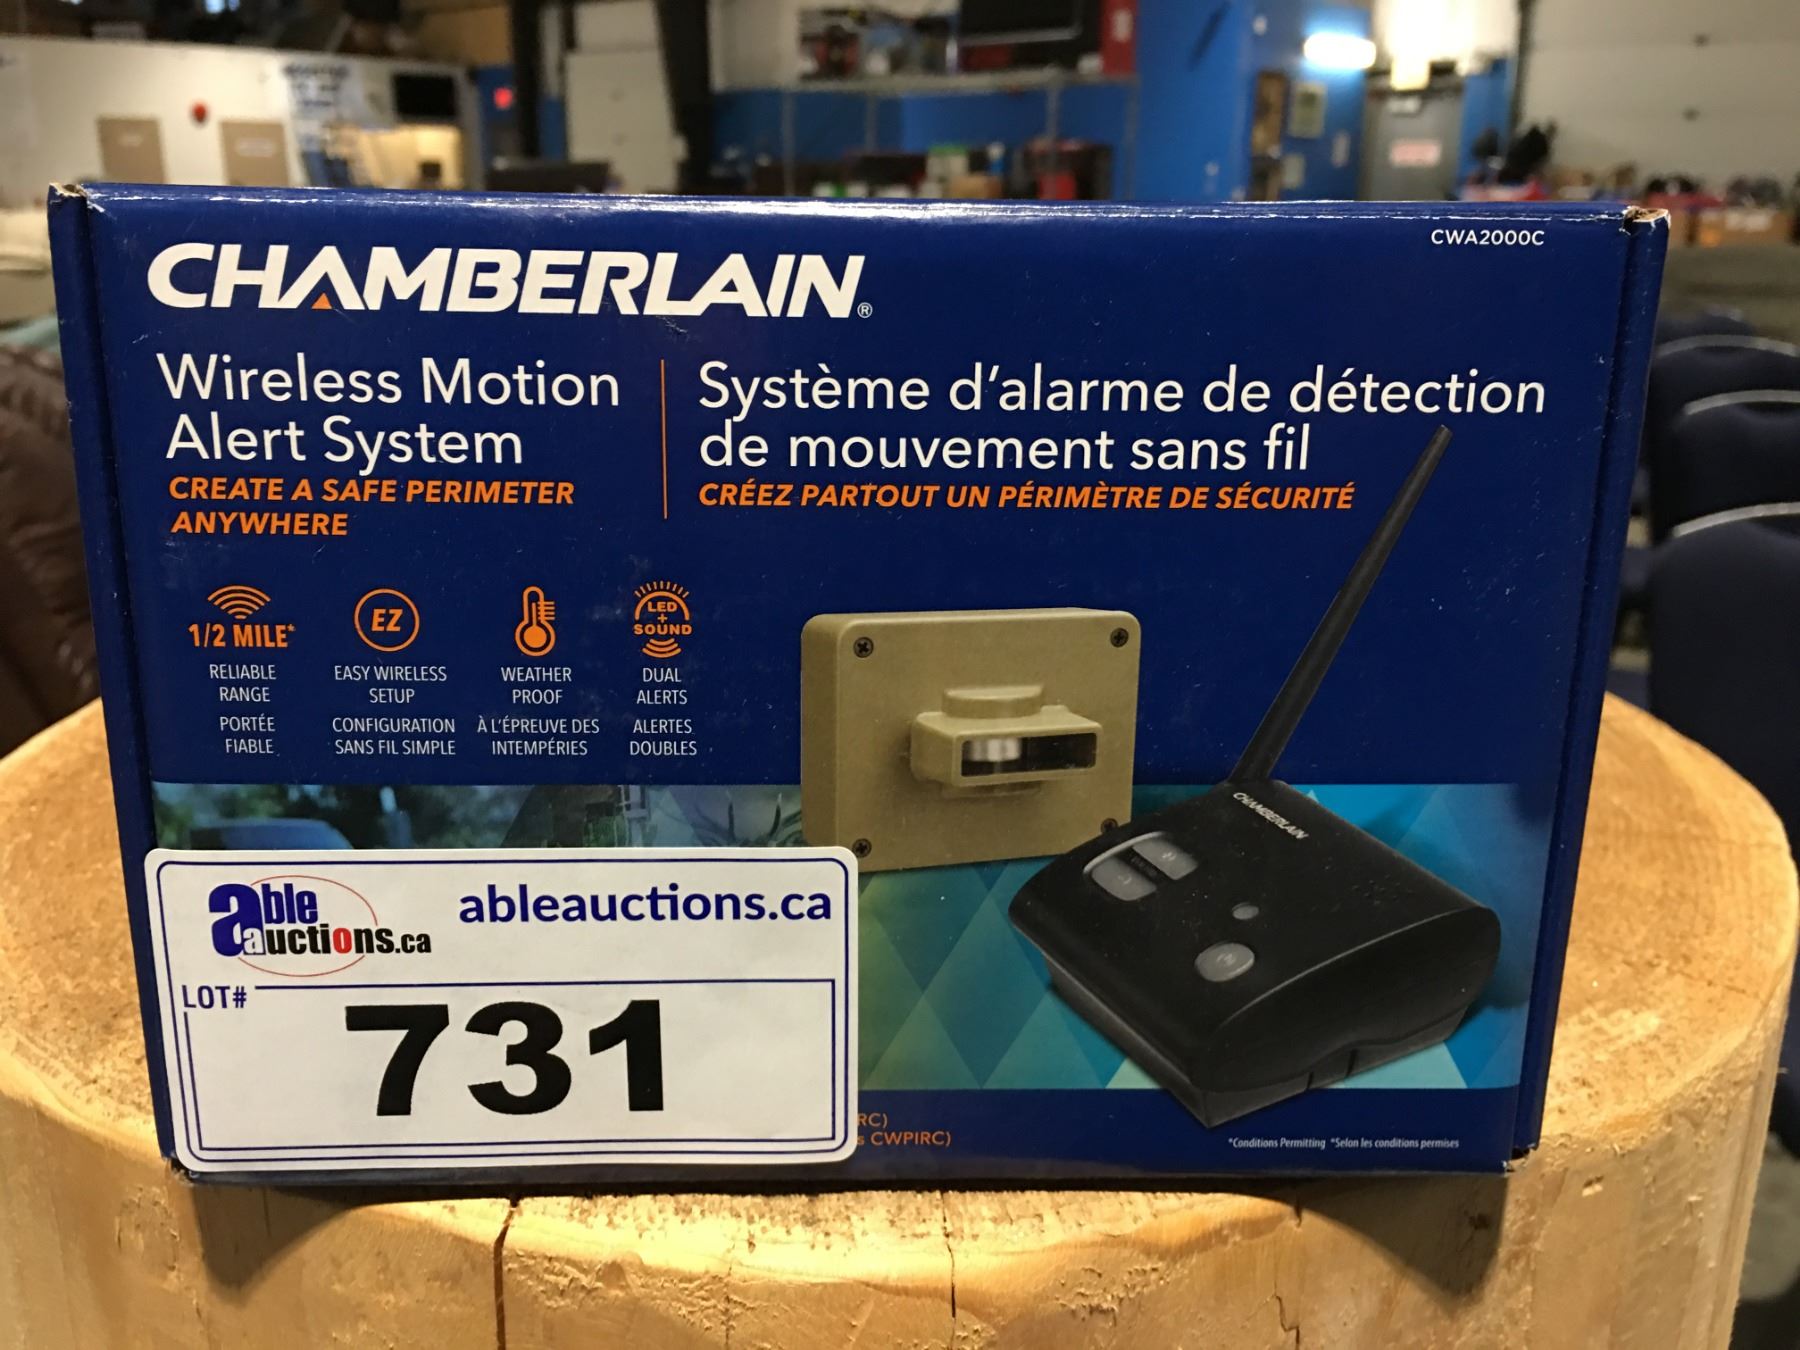 CWA2000C
CHAMBERLAIN®
Wireless Motion
Alert System
CREATE A SAFE PERIMETER
ANYWHERE
Système d'alarme de détection
de mouvement sans fil
CRÉEZ PARTOUT UN PÉRIMÈTRE DE SÉCURITÉ
1/2 MILE*
RELIABLE
RANGE
PORTÉE
FIABLE
EZ
EASY WIRELESS
SETUP
CONFIGURATION
SANS FIL SIMPLE
WEATHER
PROOF
À L'ÉPREUVE DES
INTEMPÉRIES
LED
+
SOUND
DUAL
ALERTS
ALERTES
DOUBLES
CHAMBERLAIN
able
auctions.ca
ableauctions.ca
LOT#
731
RC)
s CWPIRC)
*Conditions Permitting *Selon les conditions permises